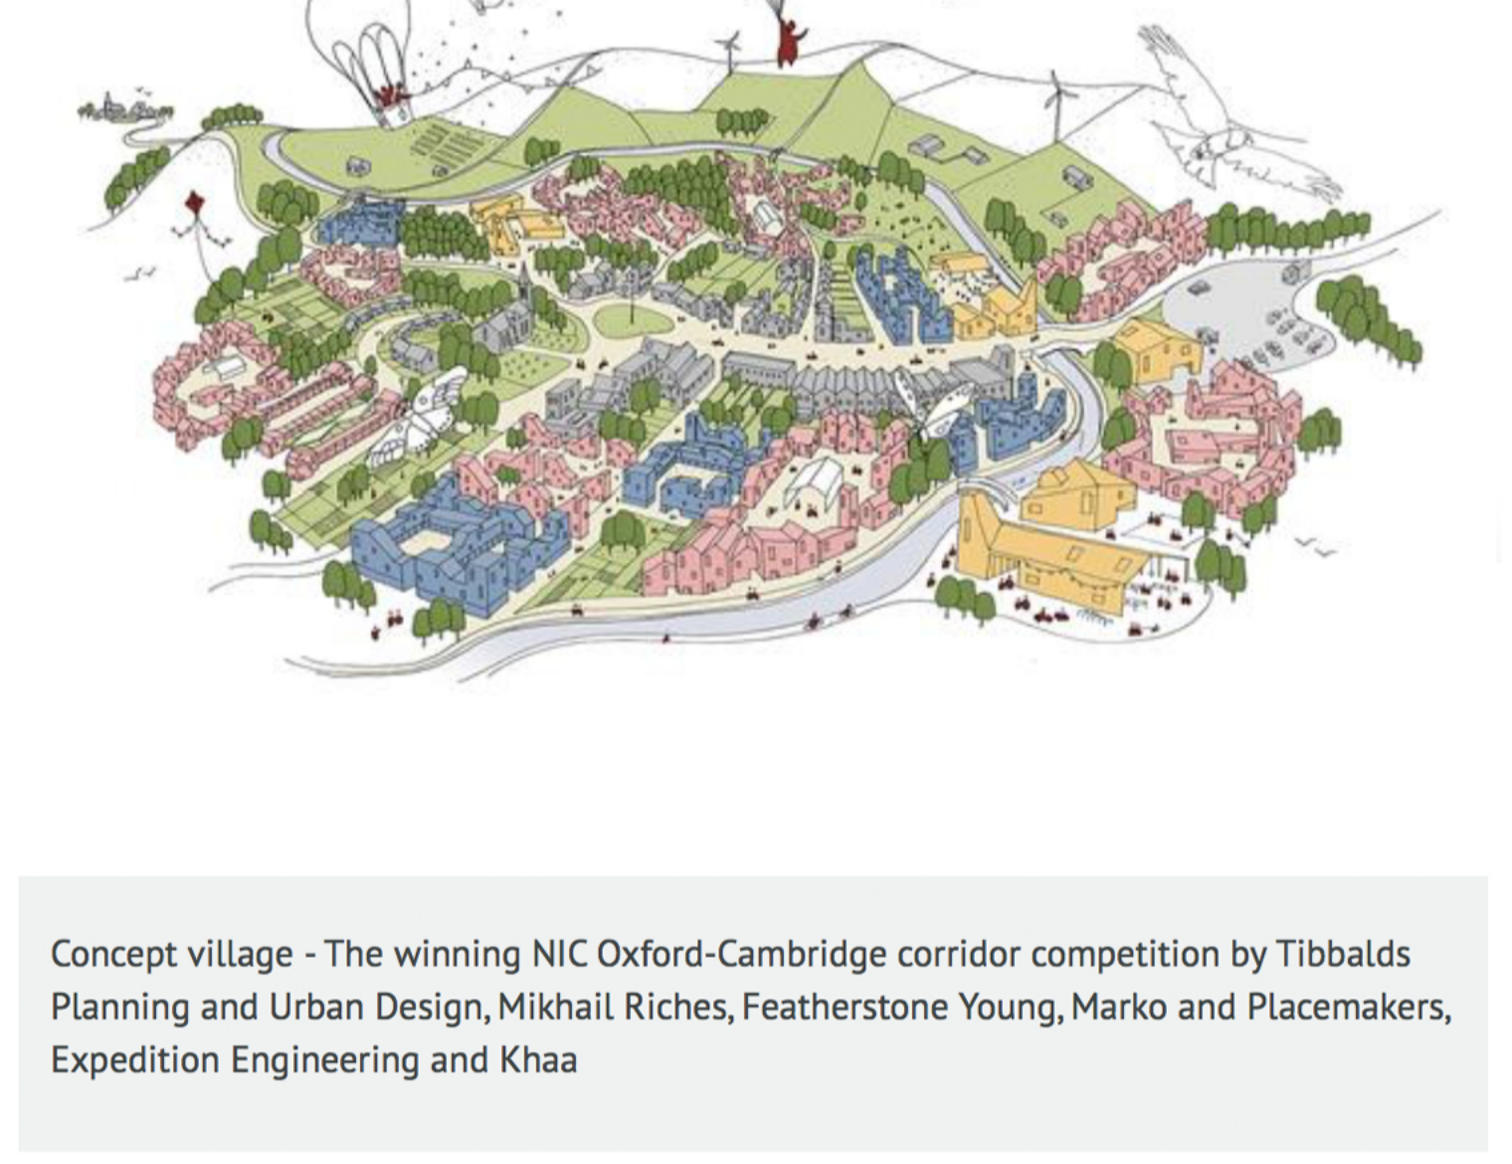 Concept village - The winning NIC Oxford-Cambridge corridor competition by Tibbalds
Planning and Urban Design, Mikhail Riches, Featherstone Young, Marko and Placemakers,
Expedition Engineering and Khaa